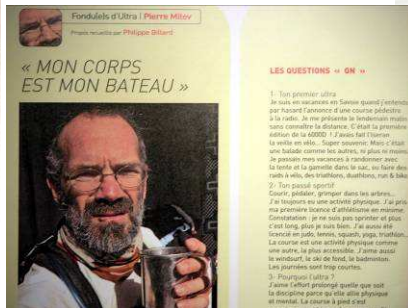 Fondu(e)s d'Ultra | Pierre Mitev
Propos recueillis par Philippe Billard
« MON CORPS
EST MON BATEAU »
LES QUESTIONS « ON »
1- Ton premier ultra
Je suis en vacances en Savoie quand j'entends
par hasard l'annonce d'une course pédestre
à la radio. Je me présente le lendemain matin
sans connaître la distance. C'était la première
édition de la 6000D ! J'avais fait l'Iseran
la veille en vélo... Super souvenir. Mais c'était
une balade comme les autres, ni plus ni moins.
Je passais mes vacances à randonner avec
la tente et la gamelle dans le sac, ou faire des
raids à vélo, des triathlons, duathlons, run & bike
2- Ton passé sportif
Courir, pédaler, grimper dans les arbres...
J'ai toujours eu une activité physique. J'ai pris
ma première licence d'athlétisme en minime.
Constatation : je ne suis pas sprinter et plus
c'est long, plus je suis bien. J'ai aussi été
licencié en judo, tennis, squash, yoga, triathlon...
La course est une activité physique comme
une autre, la plus accessible. J'aime aussi
le windsurf, le ski de fond, le badminton.
Les journées sont trop courtes.
3- Pourquoi l'ultra ?
J'aime l'effort prolongé quelle que soit
la discipline parce qu'elle allie physique
et mental. La course à pied s'est